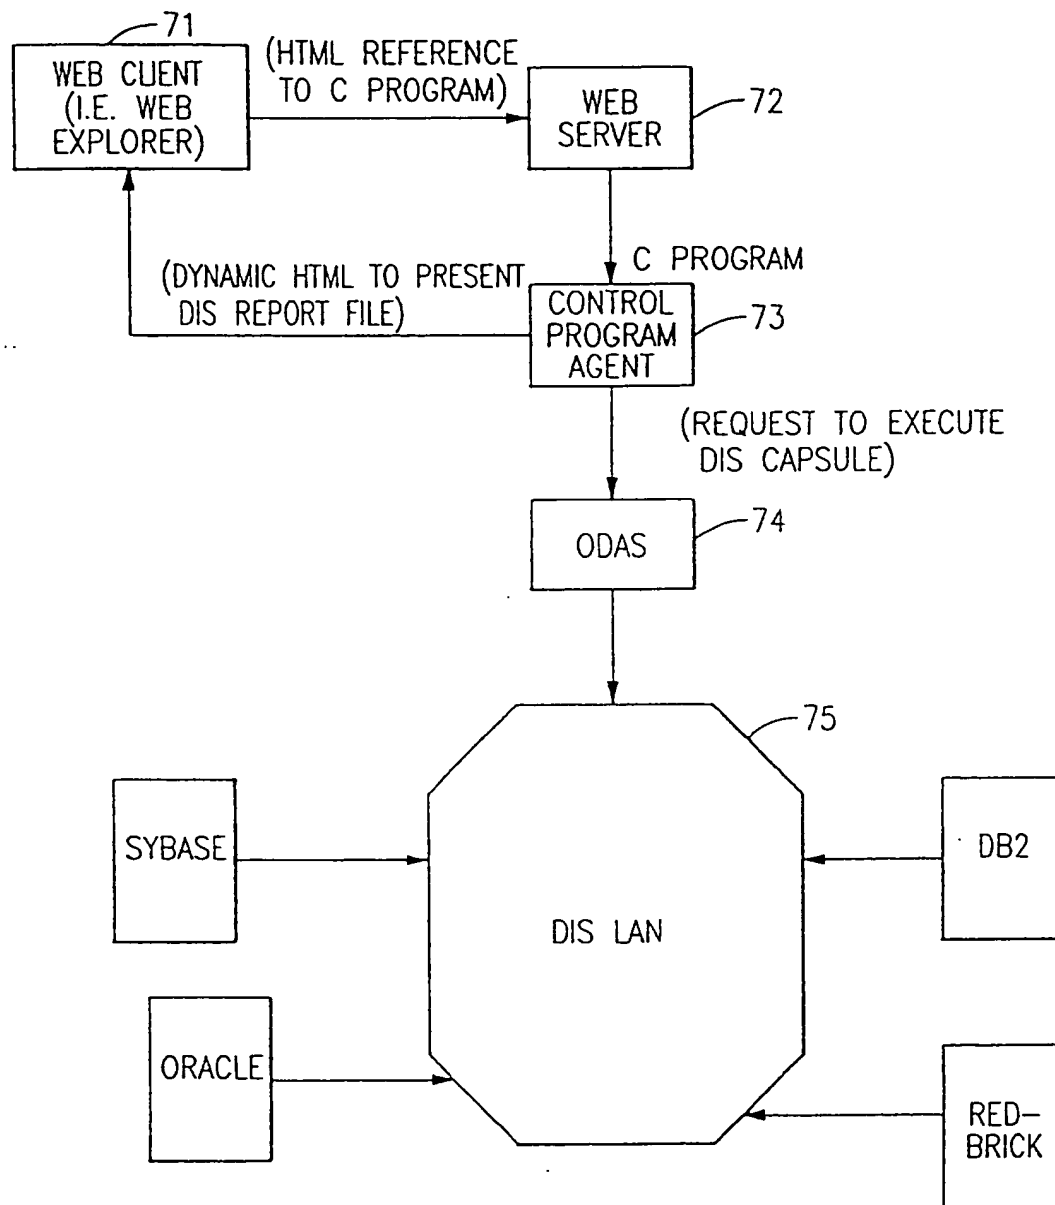 71
WEB CLIENT
(I.E. WEB
EXPLORER)
(HTML REFERENCE
TO C PROGRAM)
WEB
SERVER
72
C PROGRAM
(DYNAMIC HTML TO PRESENT
DIS REPORT FILE)
CONTROL
PROGRAM
AGENT
73
(REQUEST TO EXECUTE
DIS CAPSULE)
ODAS
74
75
SYBASE
DB2
DIS LAN
ORACLE
RED-
BRICK